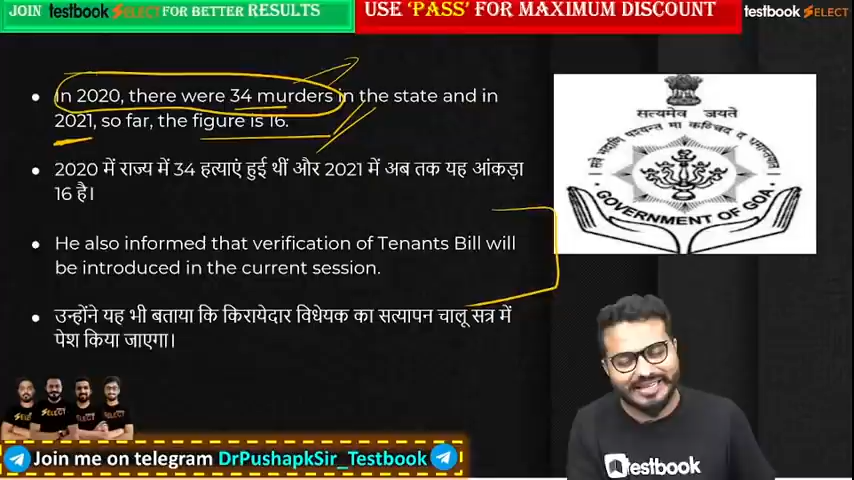 JOIN testbook SELECT FOR BETTER RESULTS
USE 'PASS' FOR MAXIMUM DISCOUNT
testbook SELECT
In 2020, there were 34 murders in the state and in
2021, so far, the figure is 16.
2020 में राज्य में 34 हत्याएं हुई थीं और 2021 में अब तक यह आंकड़ा
16 है।
He also informed that verification of Tenants Bill will
be introduced in the current session.
उन्होंने यह भी बताया कि किरायेदार विधेयक का सत्यापन चालू सत्र में
पेश किया जाएगा।
सत्यमेव जयते
GOVERNMENT OF GOA
testbook
SELECT
Join me on telegram DrPushapkSir_Testbook